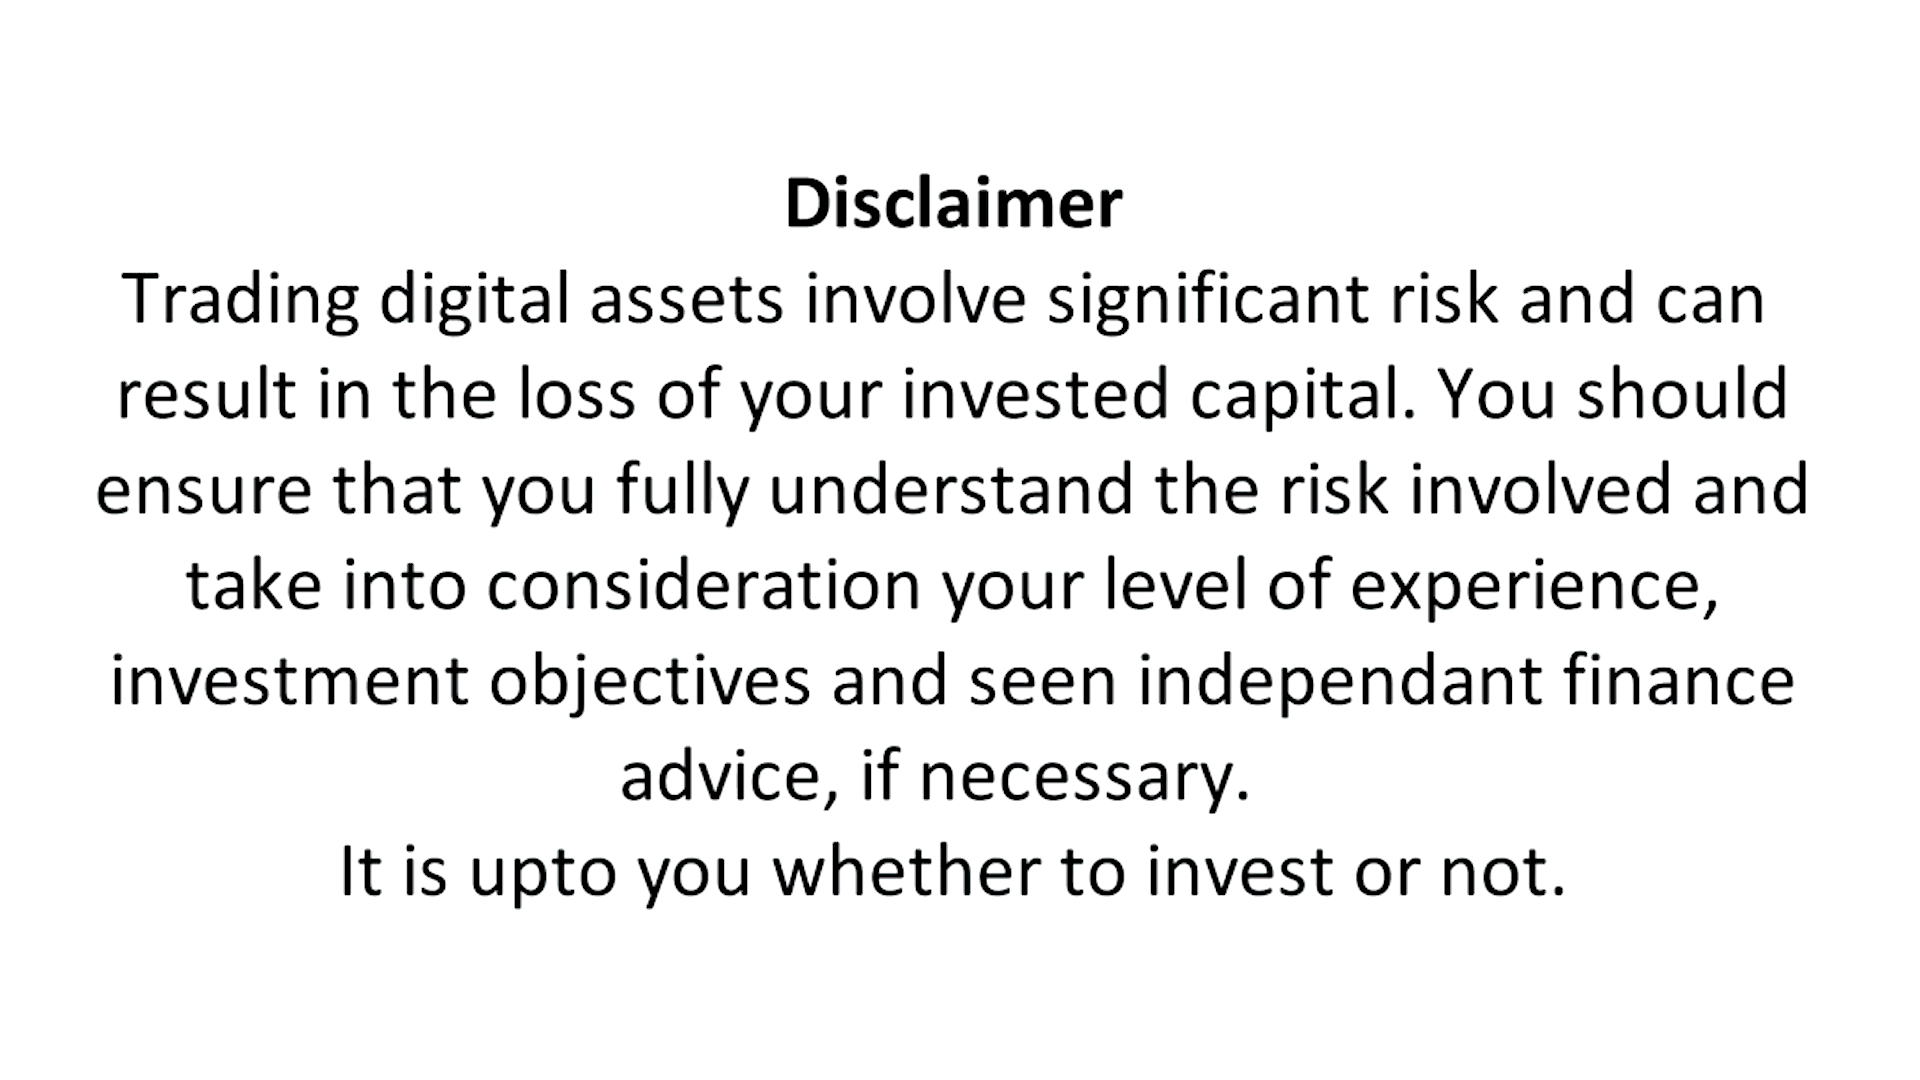 Disclaimer
Trading digital assets involve significant risk and can
result in the loss of your invested capital. You should
ensure that you fully understand the risk involved and
take into consideration your level of experience,
investment objectives and seen independant finance
advice, if necessary.
It is upto you whether to invest or not.